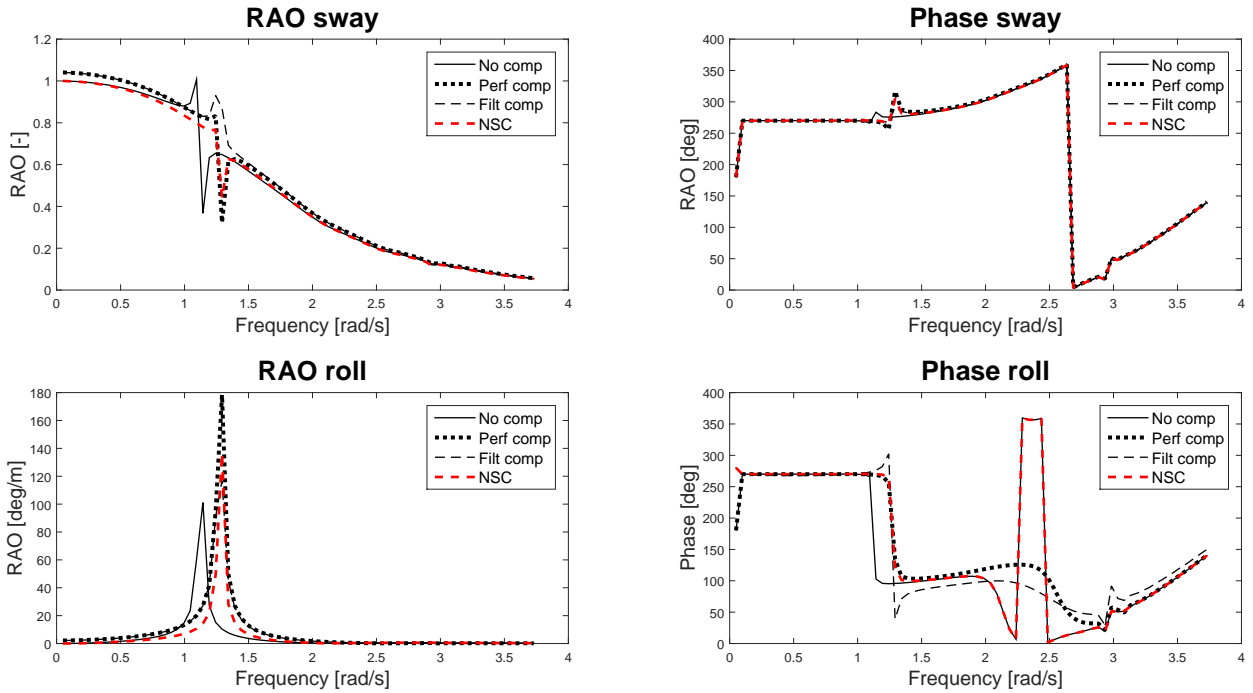 RAO sway
1.2
1
0.8
0.6
0.4
0.2
0
RAO [-]
0 0.5 1 1.5 2 2.5 3 3.5 4
Frequency [rad/s]
No comp
Perf comp
Filt comp
NSC
Phase sway
400
350
300
250
200
150
100
50
0
RAO [deg]
0 0.5 1 1.5 2 2.5 3 3.5 4
Frequency [rad/s]
No comp
Perf comp
Filt comp
NSC
RAO roll
180
160
140
120
100
80
60
40
20
0
RAO [deg/m]
0 0.5 1 1.5 2 2.5 3 3.5 4
Frequency [rad/s]
No comp
Perf comp
Filt comp
NSC
Phase roll
400
350
300
250
200
150
100
50
0
Phase [deg]
0 0.5 1 1.5 2 2.5 3 3.5 4
Frequency [rad/s]
No comp
Perf comp
Filt comp
NSC